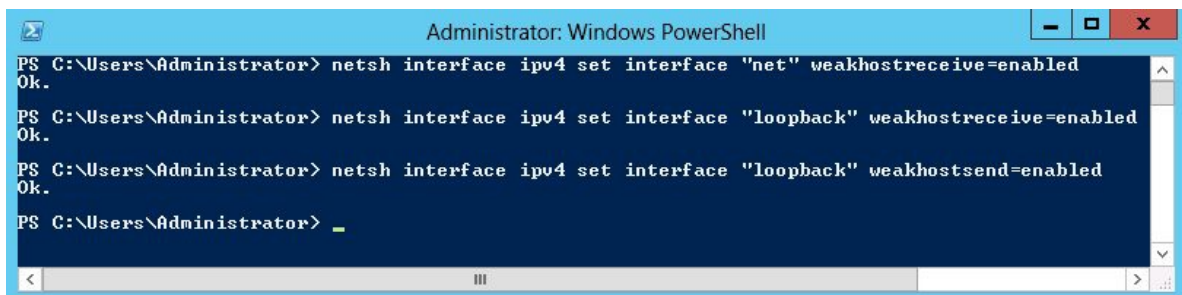 Administrator: Windows PowerShell
PS C:\Users\Administrator> netsh interface ipv4 set interface "net" weakhostreceive=enabled
Ok.
PS C:\Users\Administrator> netsh interface ipv4 set interface "loopback" weakhostreceive=enabled
Ok.
PS C:\Users\Administrator> netsh interface ipv4 set interface "loopback" weakhostsend=enabled
Ok.
PS C:\Users\Administrator> _